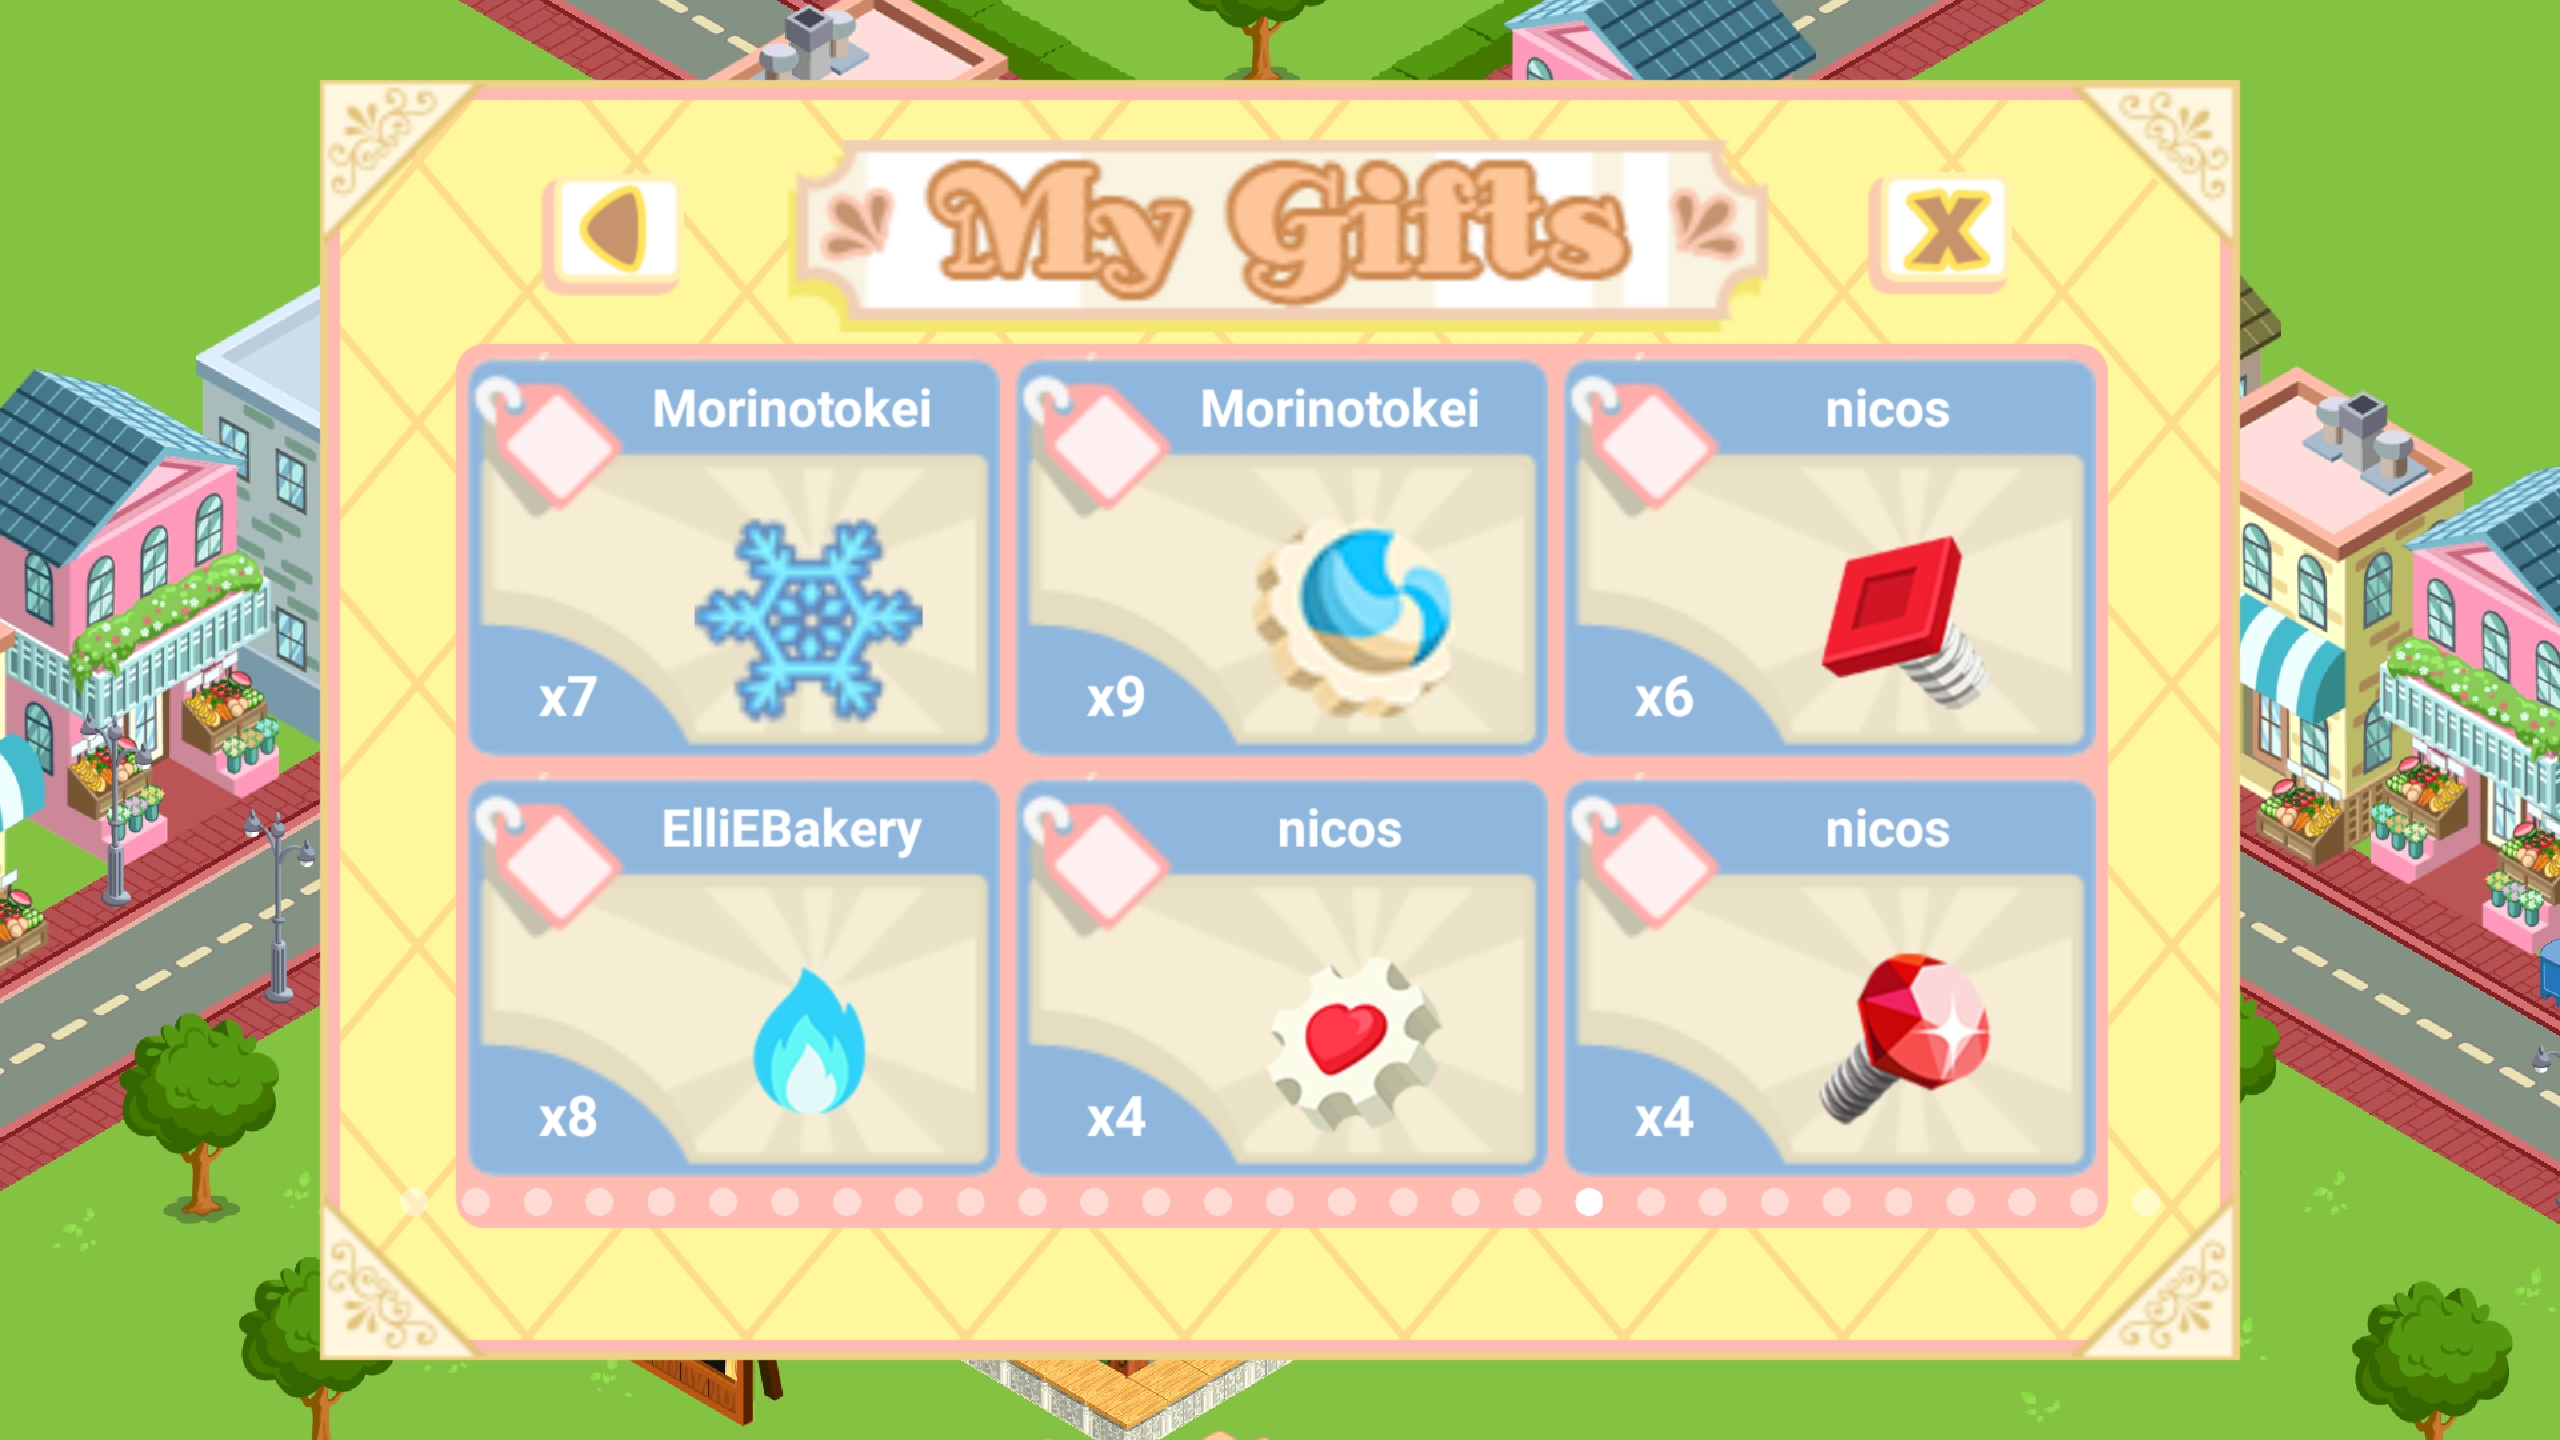 My Gifts
X
Morinotokei
x7
Morinotokei
x9
nicos
x6
ElliEBakery
x8
nicos
x4
nicos
x4